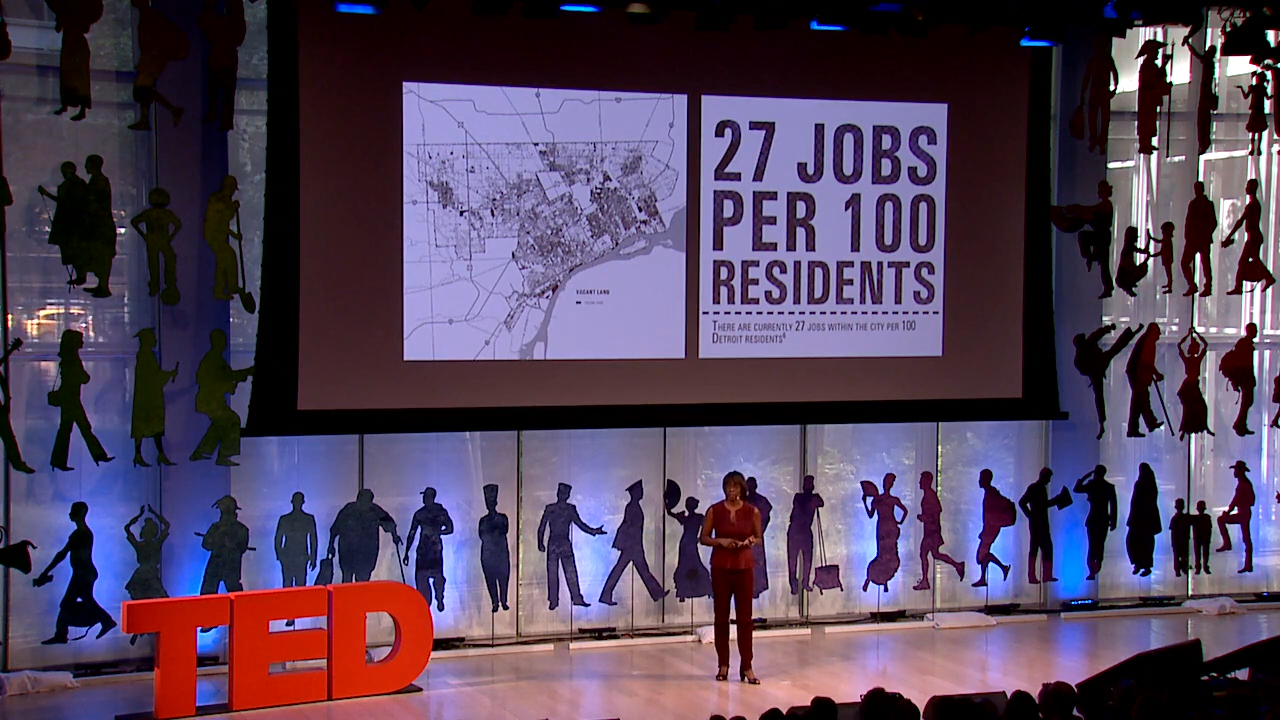 27 JOBS
PER 100
RESIDENTS
THERE ARE CURRENTLY 27 JOBS WITHIN THE CITY PER 100
DETROIT RESIDENTS
VACANT LAND
TED